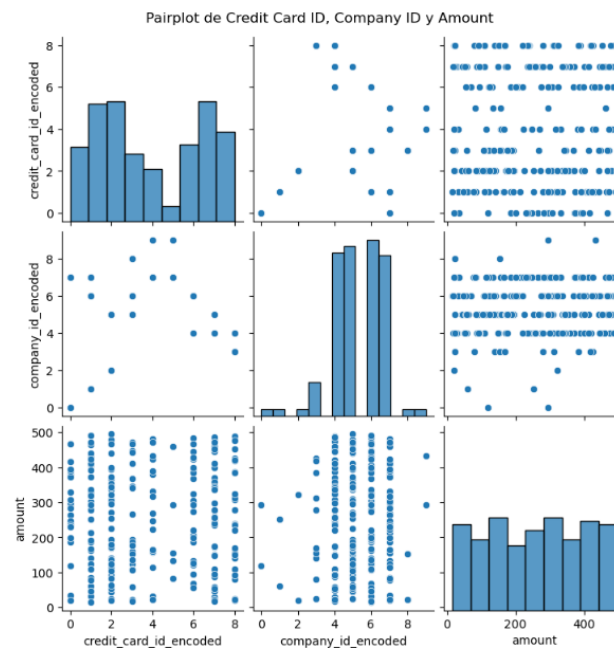 Pairplot de Credit Card ID, Company ID y Amount
credit_card_id_encoded
8
6
4
2
0
company_id_encoded
8
6
4
2
0
amount
500
400
300
200
100
0
0 2 4 6 8
credit_card_id_encoded
0 2 4 6 8
company_id_encoded
200 400
amount